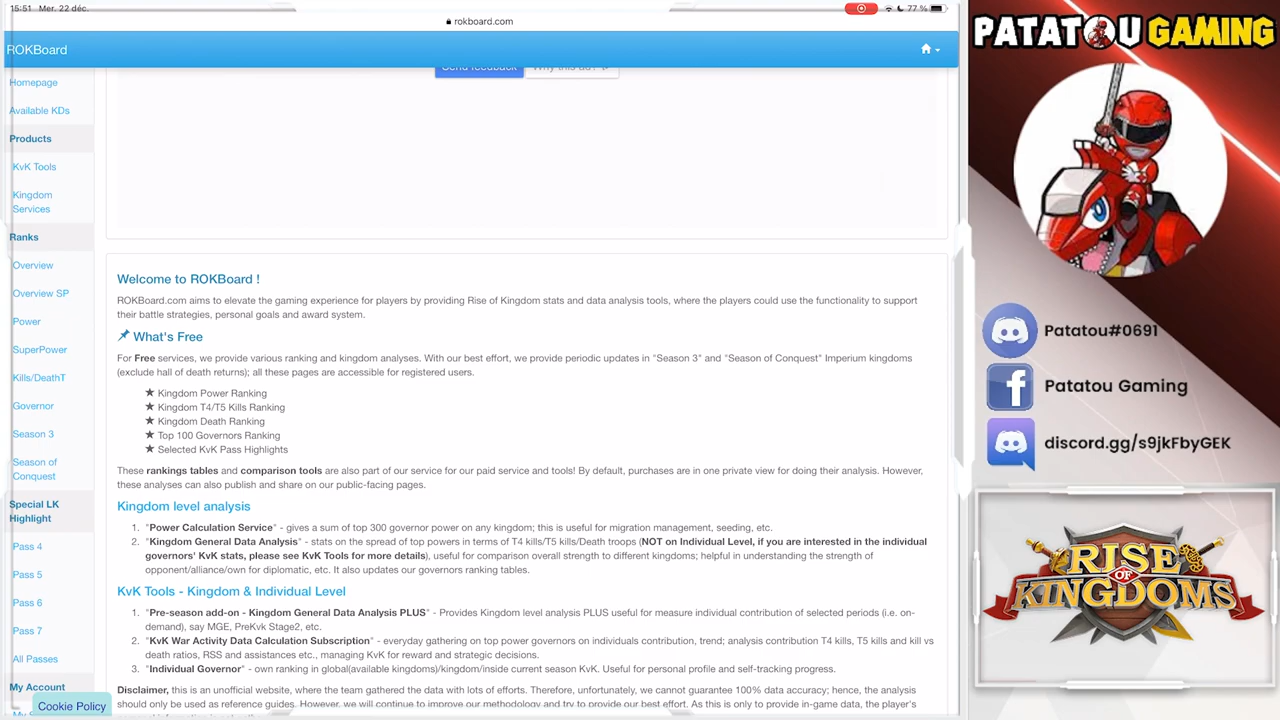 15:51 Mer. 22 déc.
77 %
rokboard.com
ROKBoard
Homepage
Available KDs
Products
KvK Tools
Kingdom
Services
Ranks
Overview
Overview SP
Power
SuperPower
Kills/DeathT
Governor
Season 3
Season of
Conquest
Special LK
Highlight
Pass 4
Pass 5
Pass 6
Pass 7
All Passes
My Account
Cookie Policy
Send feedback
Why this ad?
Welcome to ROKBoard !
ROKBoard.com aims to elevate the gaming experience for players by providing Rise of Kingdom stats and data analysis tools, where the players could use the functionality to support
their battle strategies, personal goals and award system.
What's Free
For Free services, we provide various ranking and kingdom analyses. With our best effort, we provide periodic updates in "Season 3" and "Season of Conquest" Imperium kingdoms
(exclude hall of death returns); all these pages are accessible for registered users.
★ Kingdom Power Ranking
★ Kingdom T4/T5 Kills Ranking
★ Kingdom Death Ranking
★ Top 100 Governors Ranking
★ Selected KvK Pass Highlights
These rankings tables and comparison tools are also part of our service for our paid service and tools! By default, purchases are in one private view for doing their analysis. However,
these analyses can also publish and share on our public-facing pages.
Kingdom level analysis
1. "Power Calculation Service" - gives a sum of top 300 governor power on any kingdom; this is useful for migration management, seeding, etc.
2. "Kingdom General Data Analysis" - stats on the spread of top powers in terms of T4 kills/T5 kills/Death troops (NOT on Individual Level, if you are interested in the individual
governors' KvK stats, please see KvK Tools for more details), useful for comparison overall strength to different kingdoms; helpful in understanding the strength of
opponent/alliance/own for diplomatic, etc. It also updates our governors ranking tables.
KvK Tools - Kingdom & Individual Level
1. "Pre-season add-on - Kingdom General Data Analysis PLUS" - Provides Kingdom level analysis PLUS useful for measure individual contribution of selected periods (i.e. on-
demand), say MGE, PreKvk Stage2, etc.
2. "KvK War Activity Data Calculation Subscription" - everyday gathering on top power governors on individuals contribution, trend; analysis contribution T4 kills, T5 kills and kill vs
death ratios, RSS and assistances etc., managing KvK for reward and strategic decisions.
3. "Individual Governor" - own ranking in global(available kingdoms)/kingdom/inside current season KvK. Useful for personal profile and self-tracking progress.
Disclaimer, this is an unofficial website, where the team gathered the data with lots of efforts. Therefore, unfortunately, we cannot guarantee 100% data accuracy; hence, the analysis
should only be used as reference guides. However, we will continue to improve our methodology and try to provide our best effort. As this is only to provide in-game data, the player's
PATATOU GAMING
Patatou#0691
Patatou Gaming
discord.gg/s9jkFbyGEK
RISE
OF
KINGDOMS